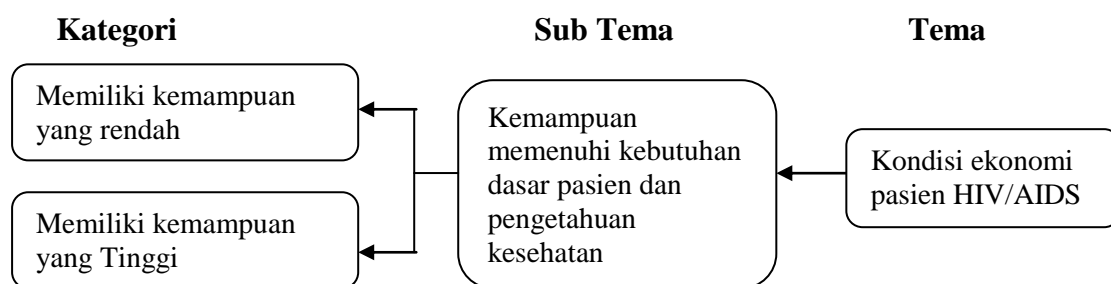 Kategori
Sub Tema
Tema
Memiliki kemampuan
yang rendah
Memiliki kemampuan
yang Tinggi
Kemampuan
memenuhi kebutuhan
dasar pasien dan
pengetahuan
kesehatan
Kondisi ekonomi
pasien HIV/AIDS